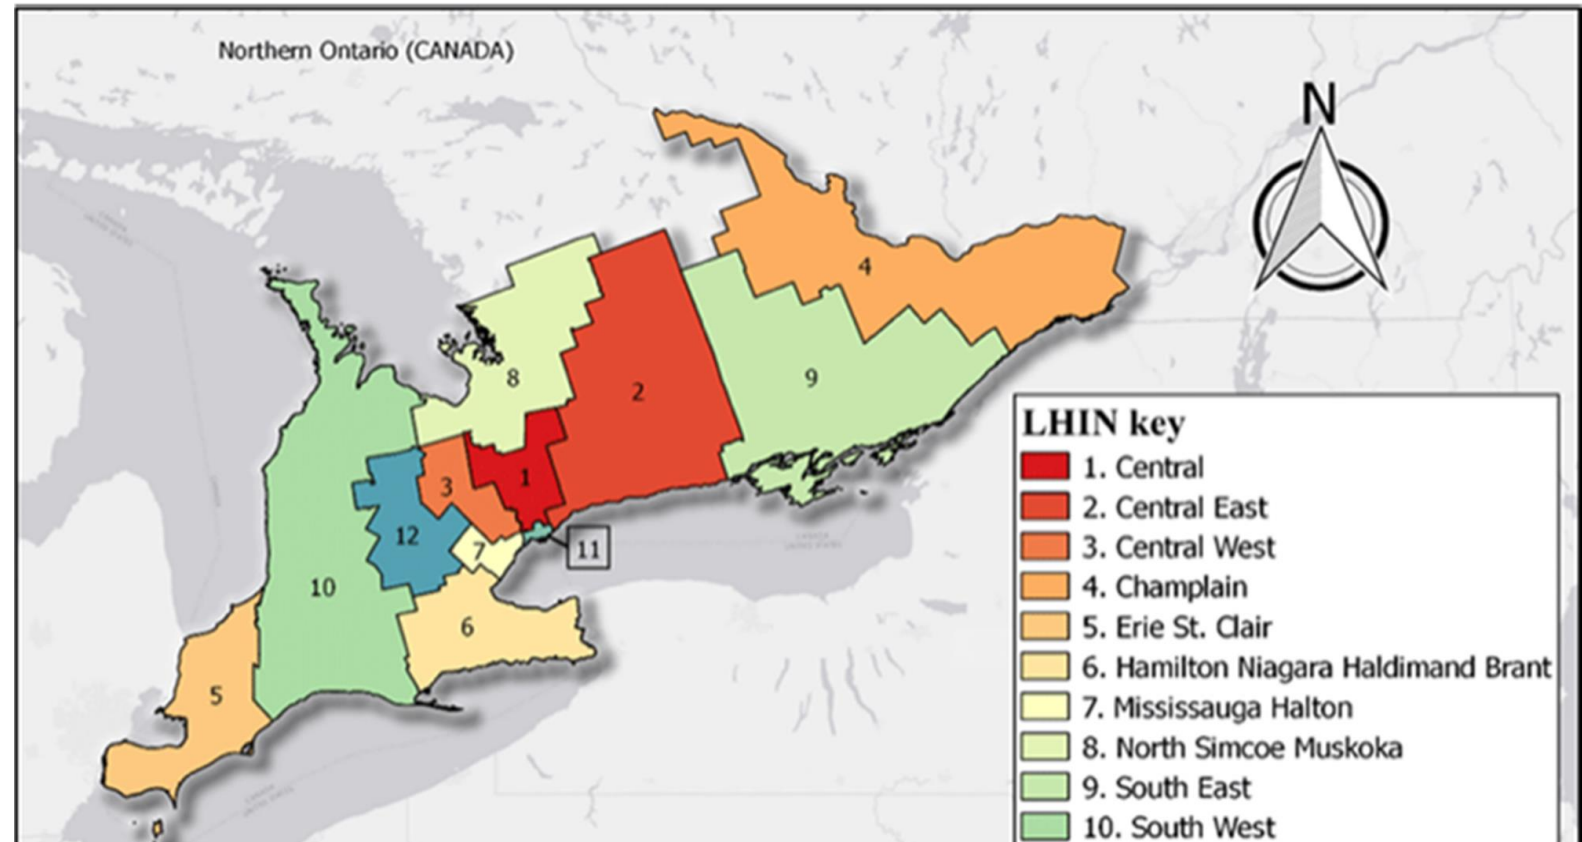 Northern Ontario (CANADA)
N
4
8
2
9
3
1
12
7
11
10
6
5
LHIN key
1. Central
2. Central East
3. Central West
4. Champlain
5. Erie St. Clair
6. Hamilton Niagara Haldimand Brant
7. Mississauga Halton
8. North Simcoe Muskoka
9. South East
10. South West